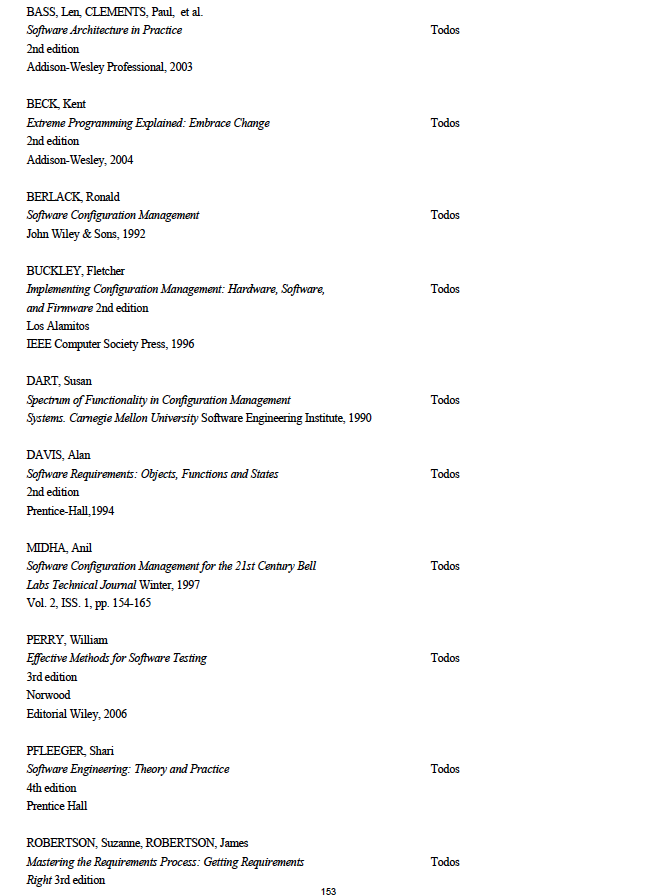 BASS, Len, CLEMENTS, Paul, et al.
Software Architecture in Practice Todos
2nd edition
Addison-Wesley Professional, 2003
BECK, Kent
Extreme Programming Explained: Embrace Change Todos
2nd edition
Addison-Wesley, 2004
BERLACK, Ronald
Software Configuration Management Todos
John Wiley & Sons, 1992
BUCKLEY, Fletcher
Implementing Configuration Management: Hardware, Software, Todos
and Firmware 2nd edition
Los Alamitos
IEEE Computer Society Press, 1996
DART, Susan
Spectrum of Functionality in Configuration Management Todos
Systems. Carnegie Mellon University Software Engineering Institute, 1990
DAVIS, Alan
Software Requirements: Objects, Functions and States Todos
2nd edition
Prentice-Hall,1994
MIDHA, Anil
Software Configuration Management for the 21st Century Bell Todos
Labs Technical Journal Winter, 1997
Vol. 2, ISS. 1, pp. 154-165
PERRY, William
Effective Methods for Software Testing Todos
3rd edition
Norwood
Editorial Wiley, 2006
PFLEEGER, Shari
Software Engineering: Theory and Practice Todos
4th edition
Prentice Hall
ROBERTSON, Suzanne, ROBERTSON, James
Mastering the Requirements Process: Getting Requirements Todos
Right 3rd edition
153